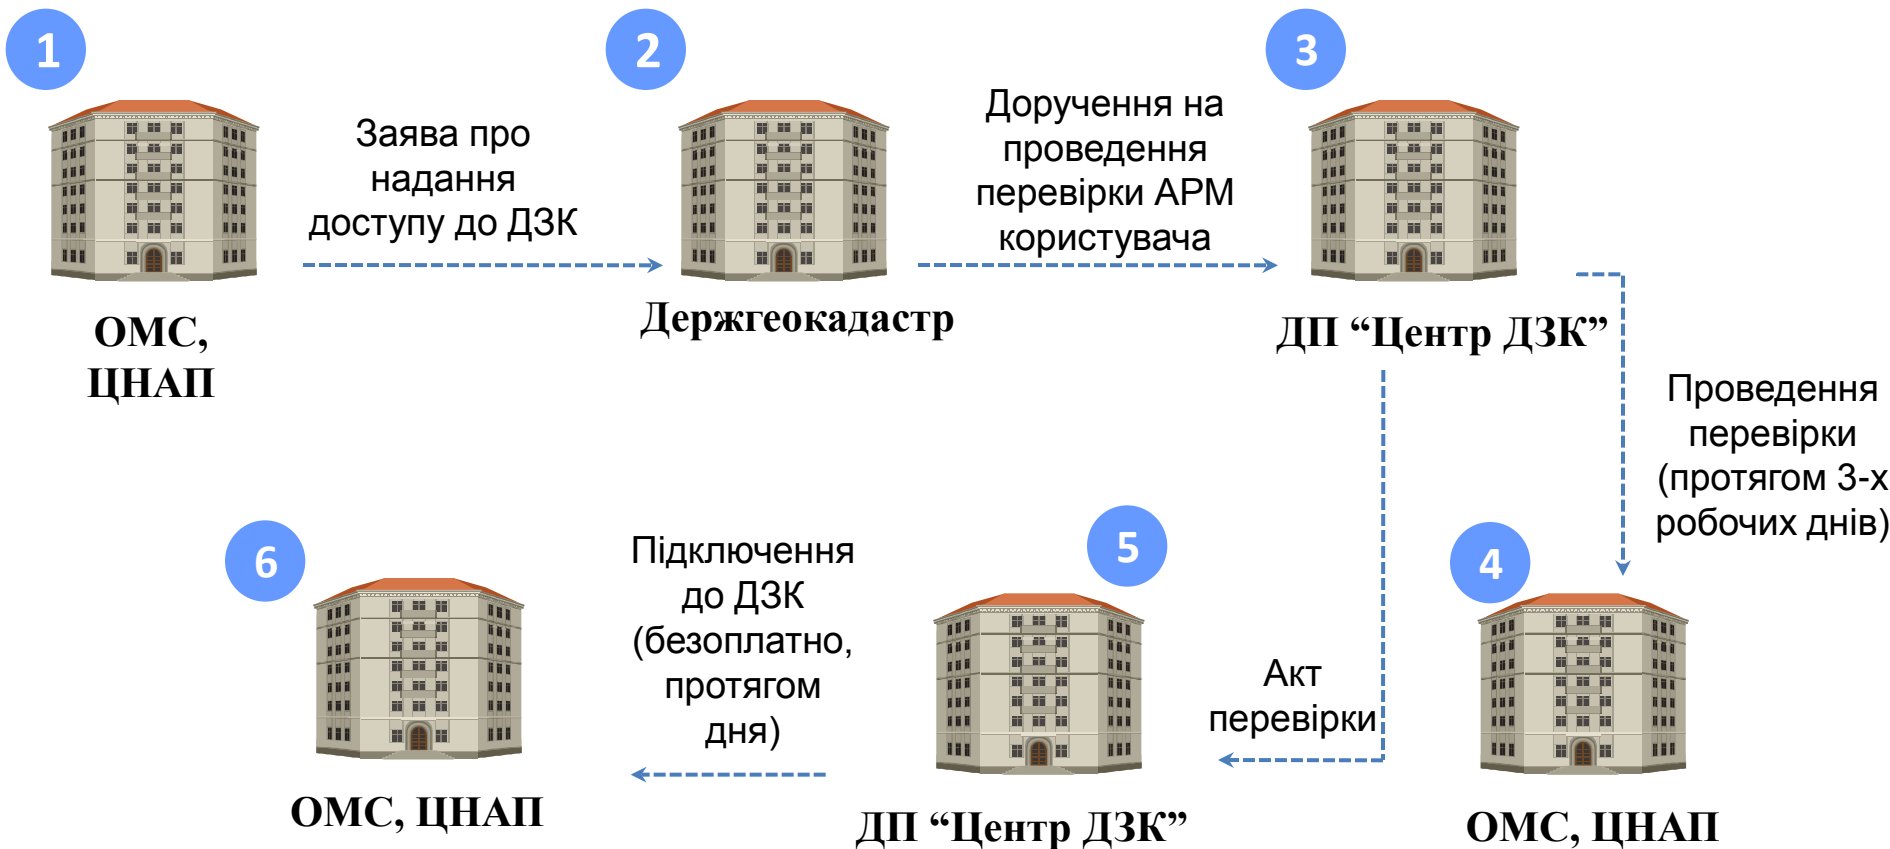 1
2
3
Заява про
надання
доступу до ДЗК
Доручення на
проведення
перевірки АРМ
користувача
ОМС,
ЦНАП
Держгеокадастр
ДП “Центр ДЗК”
Проведення
перевірки
(протягом 3-х
робочих днів)
4
ОМС, ЦНАП
Акт
перевірки
5
ДП “Центр ДЗК”
Підключення
до ДЗК
(безоплатно,
протягом
дня)
6
ОМС, ЦНАП